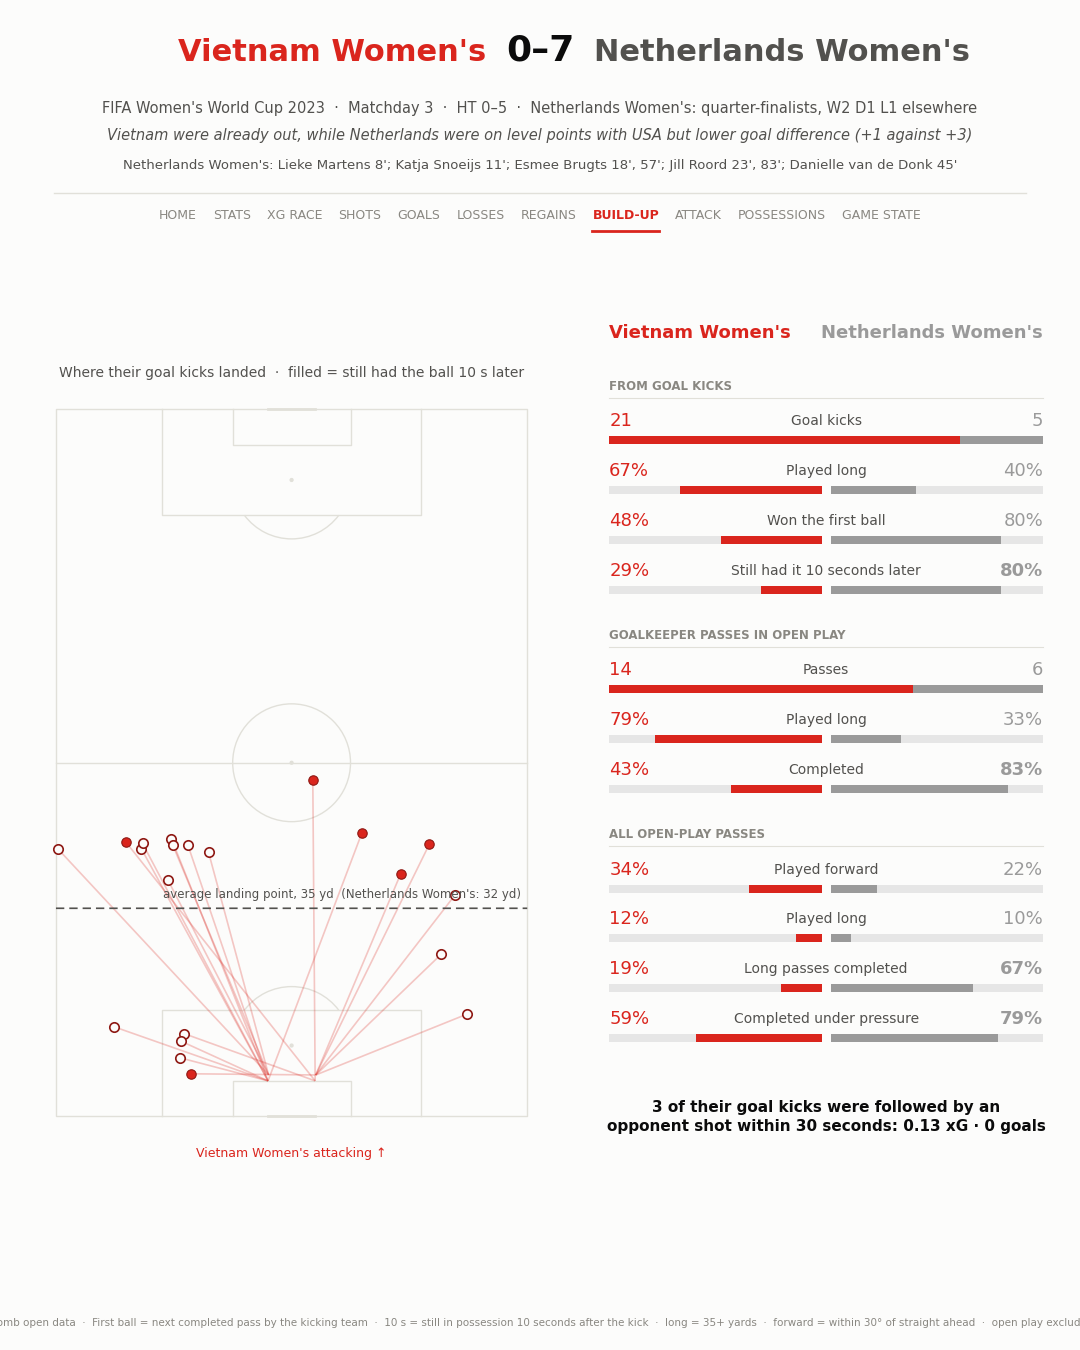 Vietnam Women's 0–7 Netherlands Women's
FIFA Women's World Cup 2023 · Matchday 3 · HT 0–5 · Netherlands Women's: quarter-finalists, W2 D1 L1 elsewhere
Vietnam were already out, while Netherlands were on level points with USA but lower goal difference (+1 against +3)
Netherlands Women's: Lieke Martens 8'; Katja Snoeijs 11'; Esmee Brugts 18', 57'; Jill Roord 23', 83'; Danielle van de Donk 45'
HOME STATS XG RACE SHOTS GOALS LOSSES REGAINS BUILD-UP ATTACK POSSESSIONS GAME STATE
Where their goal kicks landed · filled = still had the ball 10 s later
average landing point, 35 yd (Netherlands Women's: 32 yd)
Vietnam Women's attacking ↑
Vietnam Women's Netherlands Women's
FROM GOAL KICKS
21 Goal kicks 5
67% Played long 40%
48% Won the first ball 80%
29% Still had it 10 seconds later 80%
GOALKEEPER PASSES IN OPEN PLAY
14 Passes 6
79% Played long 33%
43% Completed 83%
ALL OPEN-PLAY PASSES
34% Played forward 22%
12% Played long 10%
19% Long passes completed 67%
59% Completed under pressure 79%
3 of their goal kicks were followed by an
opponent shot within 30 seconds: 0.13 xG · 0 goals
omb open data · First ball = next completed pass by the kicking team · 10 s = still in possession 10 seconds after the kick · long = 35+ yards · forward = within 30° of straight ahead · open play exclud